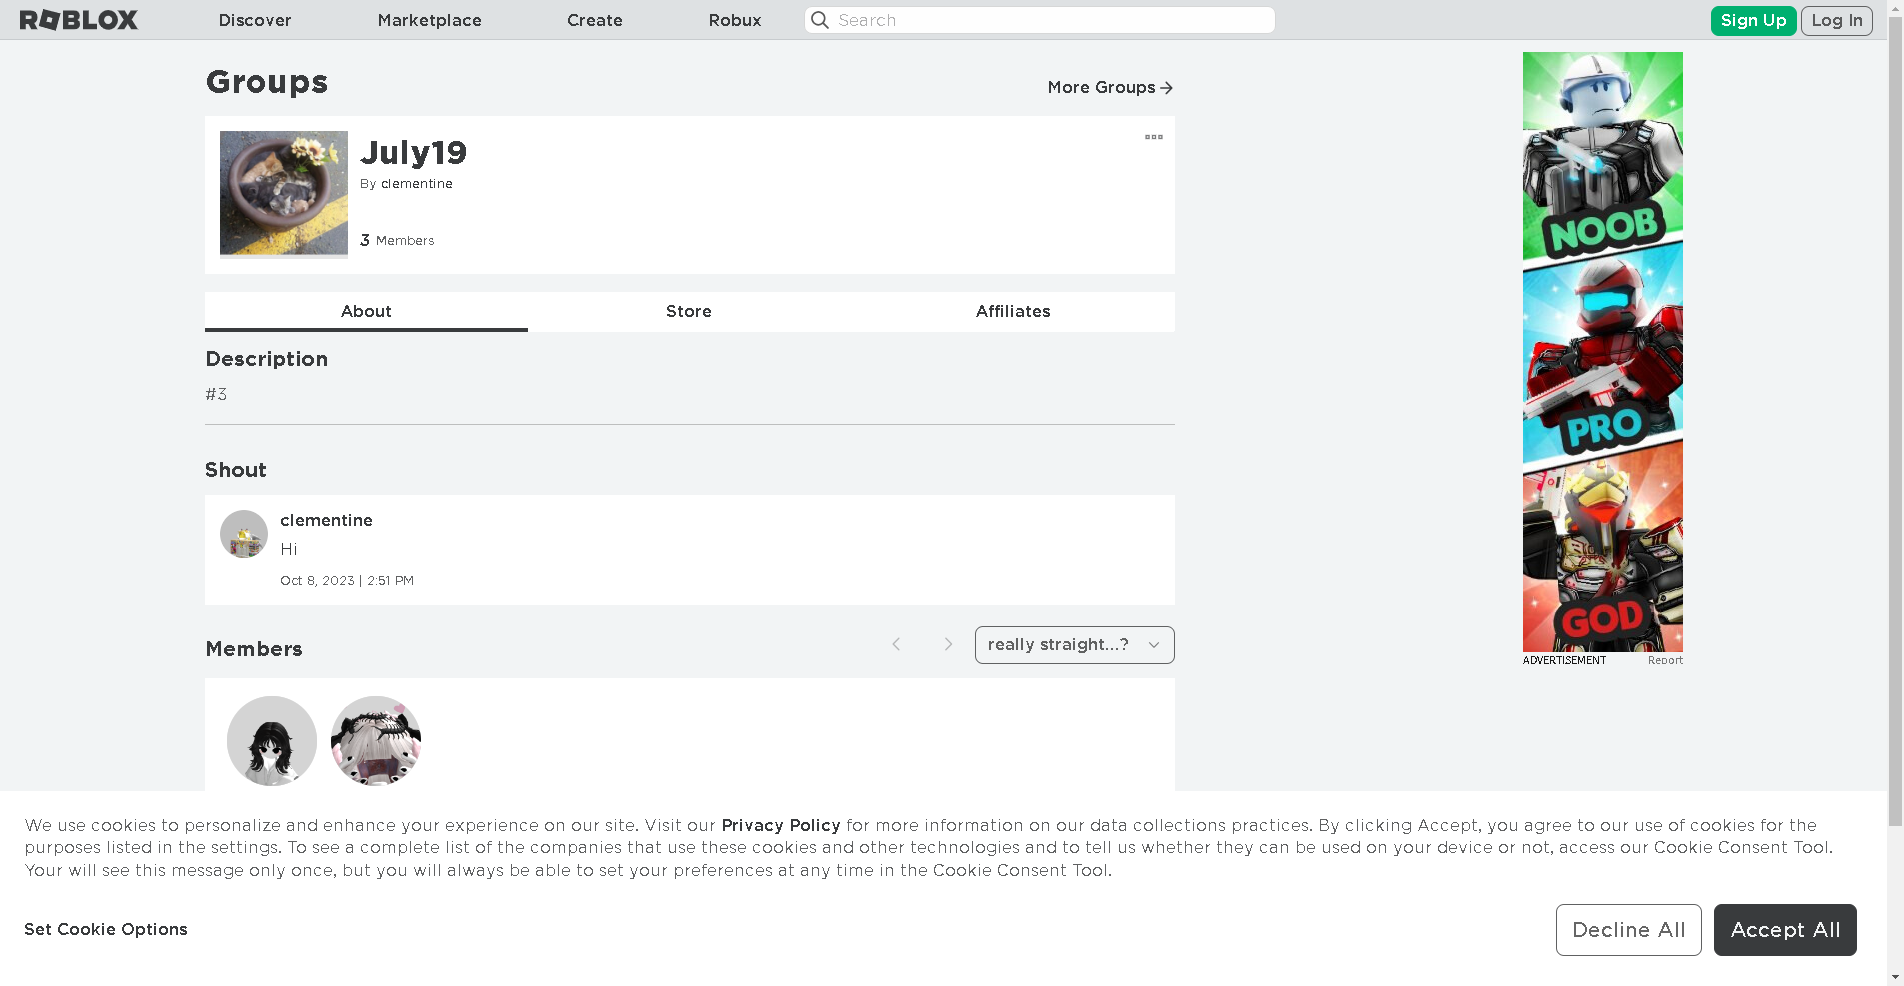 ROBLOX
Discover
Marketplace
Create
Robux
Search
Sign Up
Log In
Groups
More Groups
July19
By clementine
3 Members
About
Store
Affiliates
Description
#3
Shout
clementine
Hi
Oct 8, 2023 | 2:51 PM
Members
really straight...?
NOOB
PRO
GOD
ADVERTISEMENT
Report
We use cookies to personalize and enhance your experience on our site. Visit our Privacy Policy for more information on our data collections practices. By clicking Accept, you agree to our use of cookies for the
purposes listed in the settings. To see a complete list of the companies that use these cookies and other technologies and to tell us whether they can be used on your device or not, access our Cookie Consent Tool.
Your will see this message only once, but you will always be able to set your preferences at any time in the Cookie Consent Tool.
Set Cookie Options
Decline All
Accept All